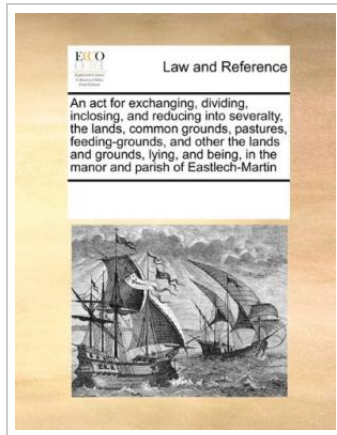 ECCO
Law and Reference
An act for exchanging, dividing,
inclosing, and reducing into severalty,
the lands, common grounds, pastures,
feeding-grounds, and other the lands
and grounds, lying, and being, in the
manor and parish of Eastlech-Martin